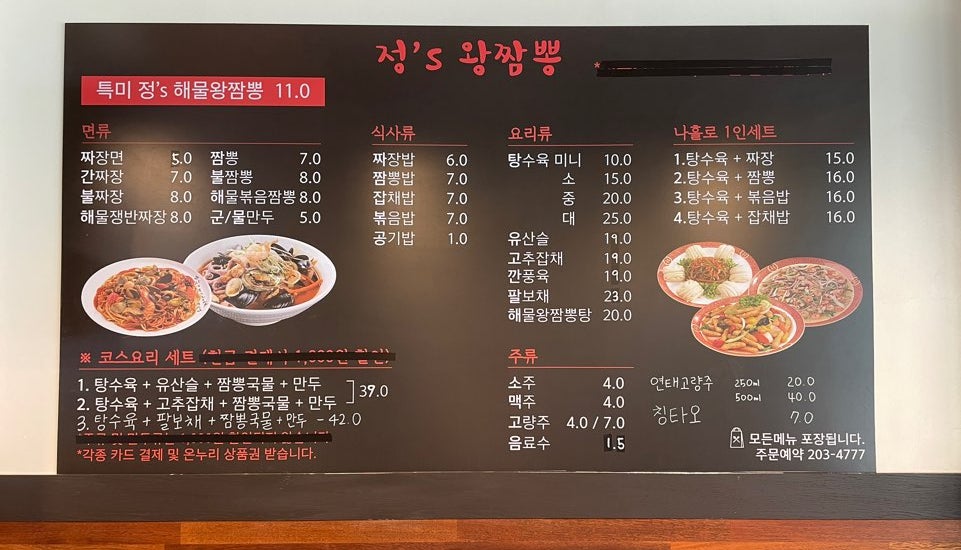 정's 왕짬뽕
*
특미 정's 해물왕짬뽕 11.0
면류
짜장면 5.0 짬뽕 7.0
간짜장 7.0 불짬뽕 8.0
불짜장 8.0 해물볶음짬뽕 8.0
해물쟁반짜장 8.0 군/물만두 5.0
식사류
짜장밥 6.0
짬뽕밥 7.0
잡채밥 7.0
볶음밥 7.0
공기밥 1.0
요리류
탕수육 미니 10.0
소 15.0
중 20.0
대 25.0
유산슬 19.0
고추잡채 19.0
깐풍육 19.0
팔보채 23.0
해물왕짬뽕탕 20.0
나홀로 1인세트
1.탕수육 + 짜장 15.0
2.탕수육 + 짬뽕 16.0
3.탕수육 + 볶음밥 16.0
4.탕수육 + 잡채밥 16.0
※ 코스요리 세트
1. 탕수육 + 유산슬 + 짬뽕국물 + 만두
2. 탕수육 + 고추잡채 + 짬뽕국물 + 만두
39.0
3. 탕수육 + 팔보채 + 짬뽕국물 + 만두 - 42.0
*각종 카드 결제 및 온누리 상품권 받습니다.
주류
소주 4.0
맥주 4.0
고량주 4.0 / 7.0
음료수 1.5
연태고량주 250ml 20.0
500ml 40.0
칭타오 7.0
모든메뉴 포장됩니다.
주문예약 203-4777